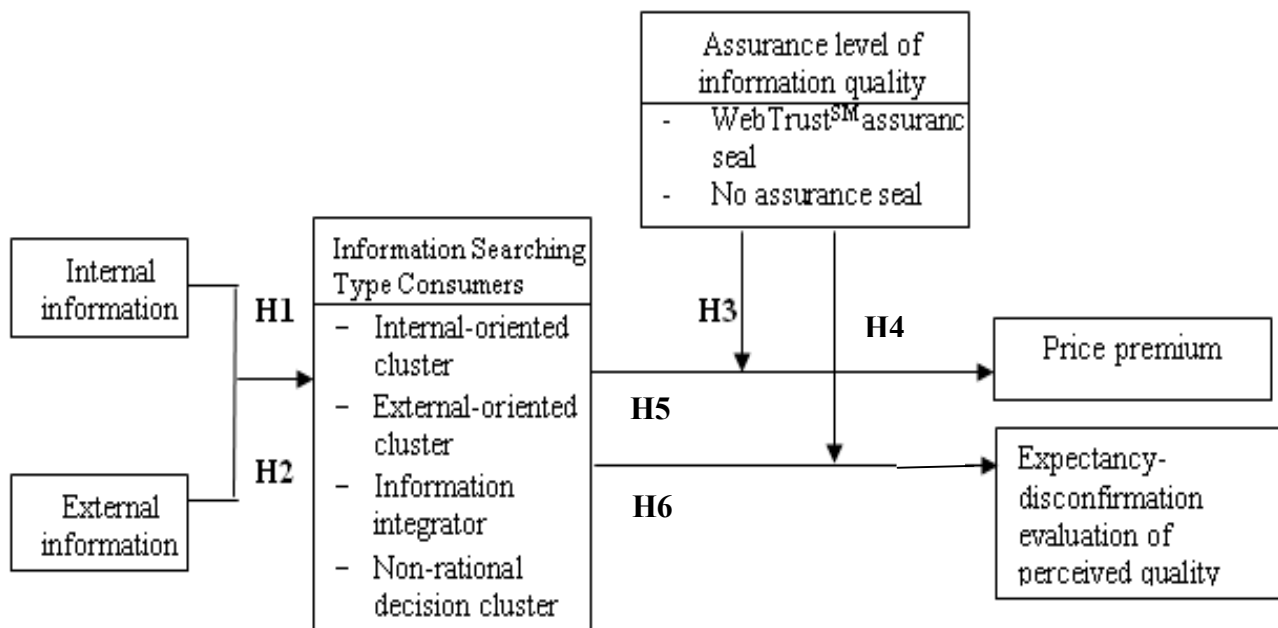 Assurance level of
information quality
- WebTrustSM assuranc
seal
- No assurance seal
Internal
information
H1
External
information
H2
Information Searching
Type Consumers
– Internal-oriented
cluster
– External-oriented
cluster
– Information
integrator
– Non-rational
decision cluster
H3
H4
H5
H6
Price premium
Expectancy-
disconfirmation
evaluation of
perceived quality